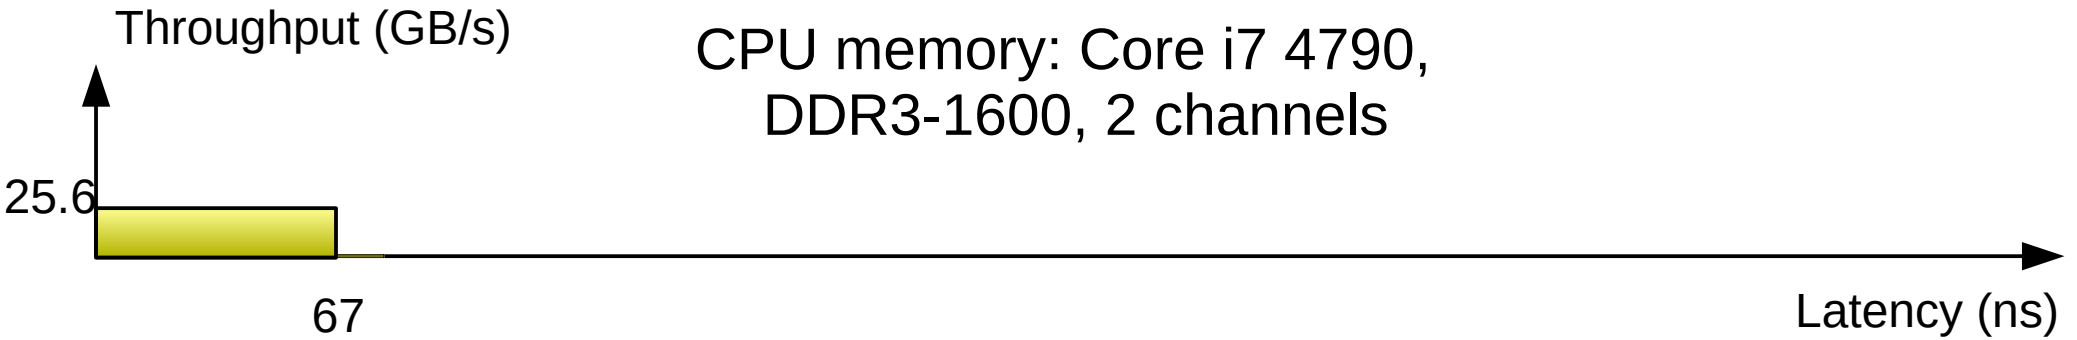 Throughput (GB/s)
CPU memory: Core i7 4790,
DDR3-1600, 2 channels
25.6
67
Latency (ns)